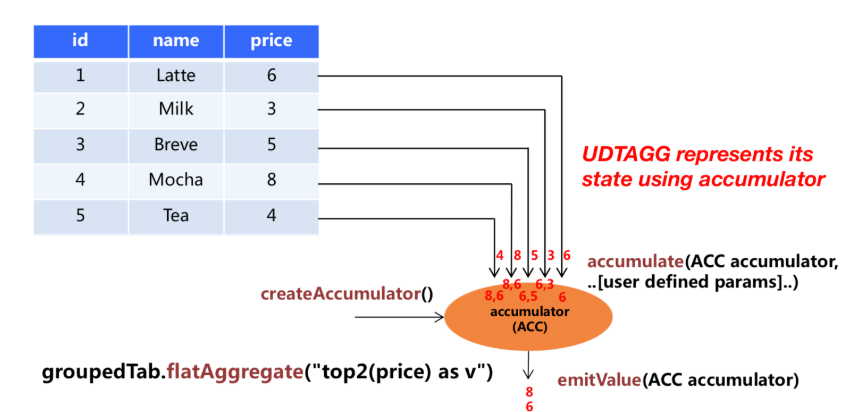 id name price
1 Latte 6
2 Milk 3
3 Breve 5
4 Mocha 8
5 Tea 4
UDTAGG represents its
state using accumulator
4 8 5 3 6
accumulate(ACC accumulator,
..[user defined params]..)
createAccumulator()
8,6 6,3
8,6 6,5 6
accumulator
(ACC)
groupedTab.flatAggregate("top2(price) as v")
emitValue(ACC accumulator)
8
6